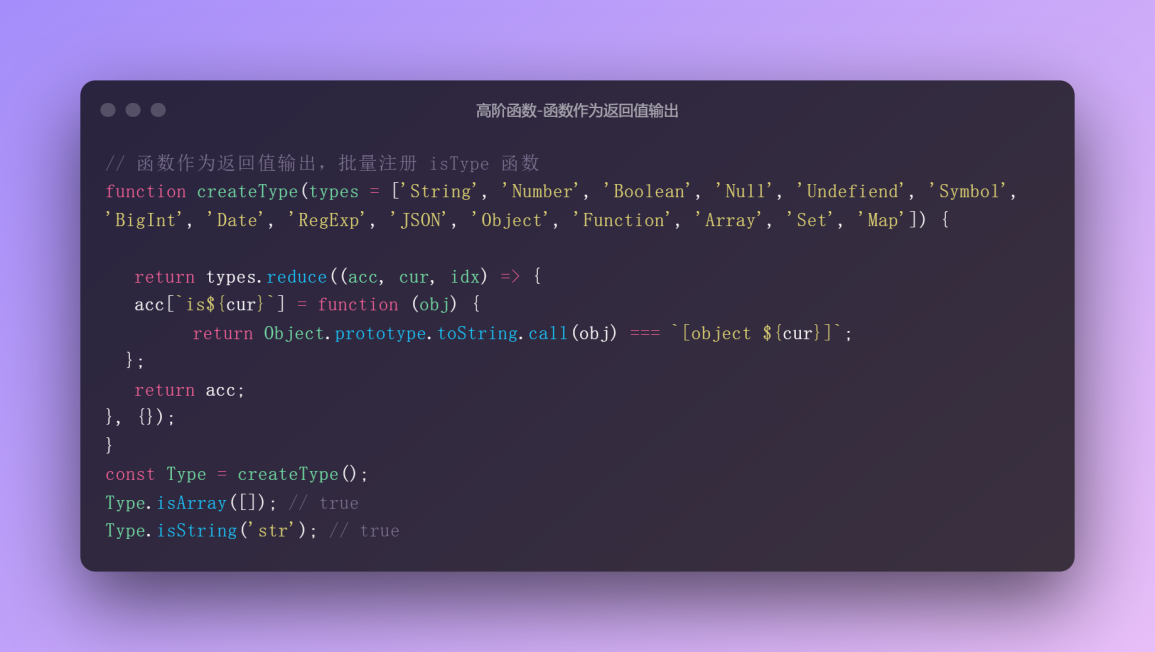 高阶函数-函数作为返回值输出
// 函数作为返回值输出，批量注册 isType 函数
function createType(types = ['String', 'Number', 'Boolean', 'Null', 'Undefiend', 'Symbol',
'BigInt', 'Date', 'RegExp', 'JSON', 'Object', 'Function', 'Array', 'Set', 'Map']) {
return types.reduce((acc, cur, idx) => {
acc[`is${cur}`] = function (obj) {
return Object.prototype.toString.call(obj) === `[object ${cur}]`;
};
return acc;
}, {});
}
const Type = createType();
Type.isArray([]); // true
Type.isString('str'); // true